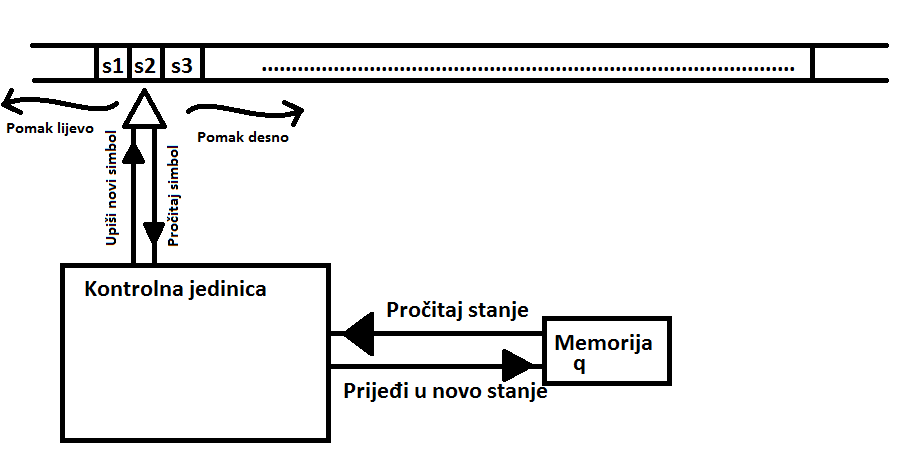 s1 s2 s3 ..........................................................................................
Pomak lijevo
Pomak desno
Upiši novi simbol
Pročitaj simbol
Kontrolna jedinica
Pročitaj stanje
Memorija
q
Prijeđi u novo stanje